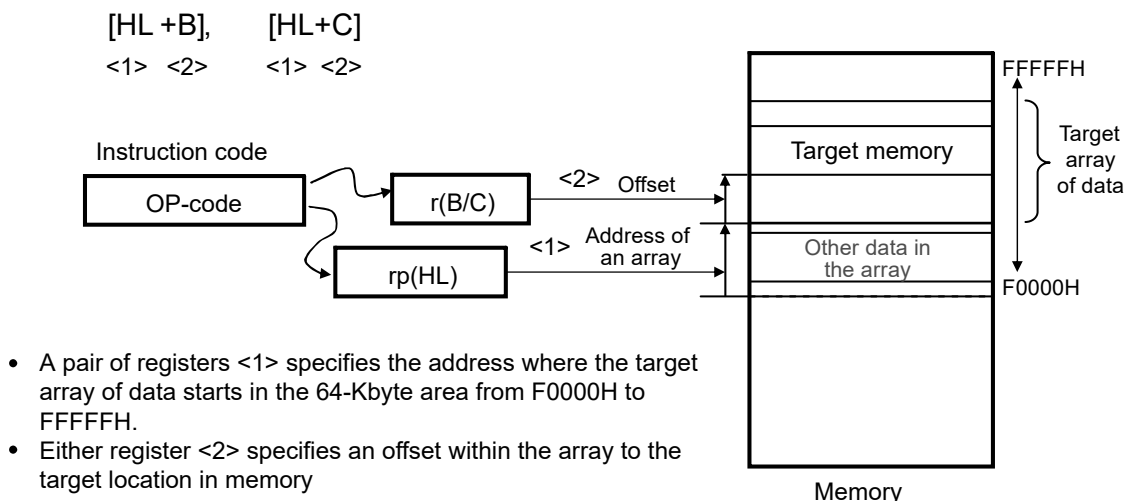 [HL +B], [HL+C]
<1> <2> <1> <2>
FFFFFH
Target
array
of data
Target memory
Instruction code
OP-code
r(B/C)
<2> Offset
<1> Address of
an array
rp(HL)
Other data in
the array
F0000H
• A pair of registers <1> specifies the address where the target
array of data starts in the 64-Kbyte area from F0000H to
FFFFFH.
• Either register <2> specifies an offset within the array to the
target location in memory
Memory